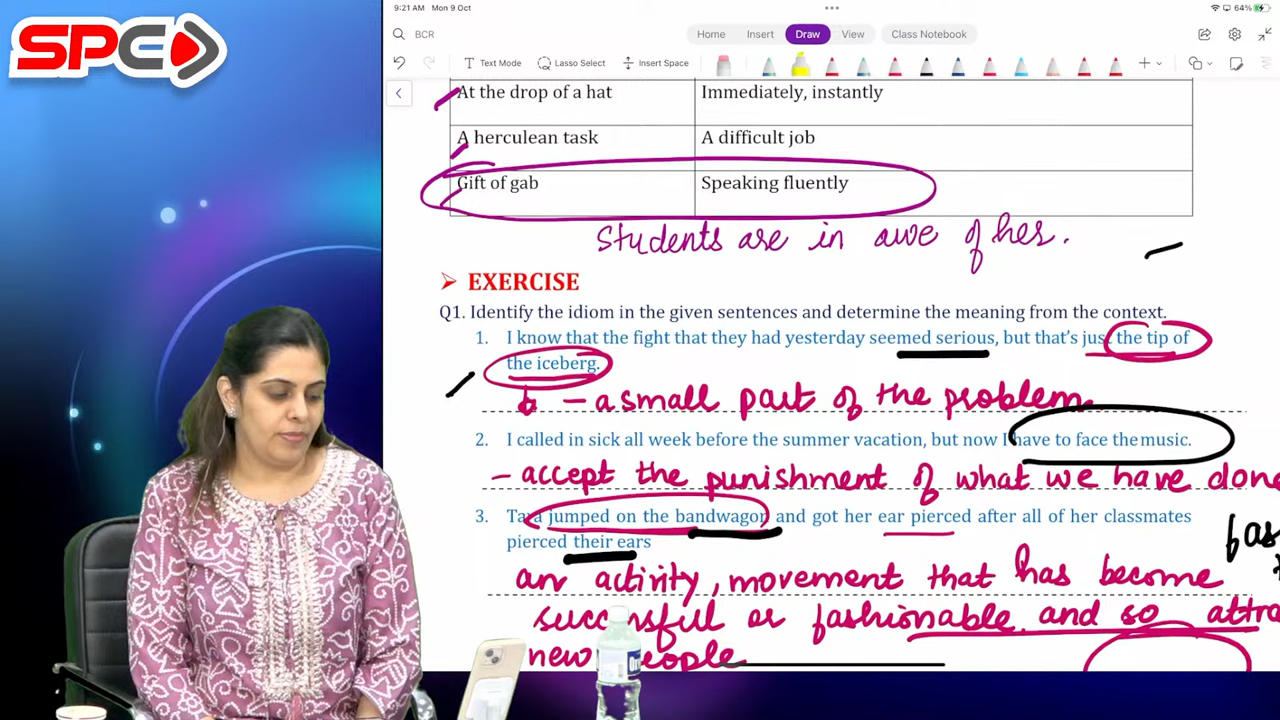 SPE
9:21 AM Mon 9 Oct
64%
BCR
Home Insert Draw View Class Notebook
Text Mode Lasso Select Insert Space
At the drop of a hat Immediately, instantly
A herculean task A difficult job
Gift of gab Speaking fluently
Students are in awe of her.
EXERCISE
Q1. Identify the idiom in the given sentences and determine the meaning from the context.
1. I know that the fight that they had yesterday seemed serious, but that's just the tip of
the iceberg.
– a small part of the problem.
2. I called in sick all week before the summer vacation, but now I have to face the music.
– accept the punishment of what we have done
3. Tara jumped on the bandwagon and got her ear pierced after all of her classmates
pierced their ears
fas
an activity, movement that has become
successful or fashionable and so attra
new people